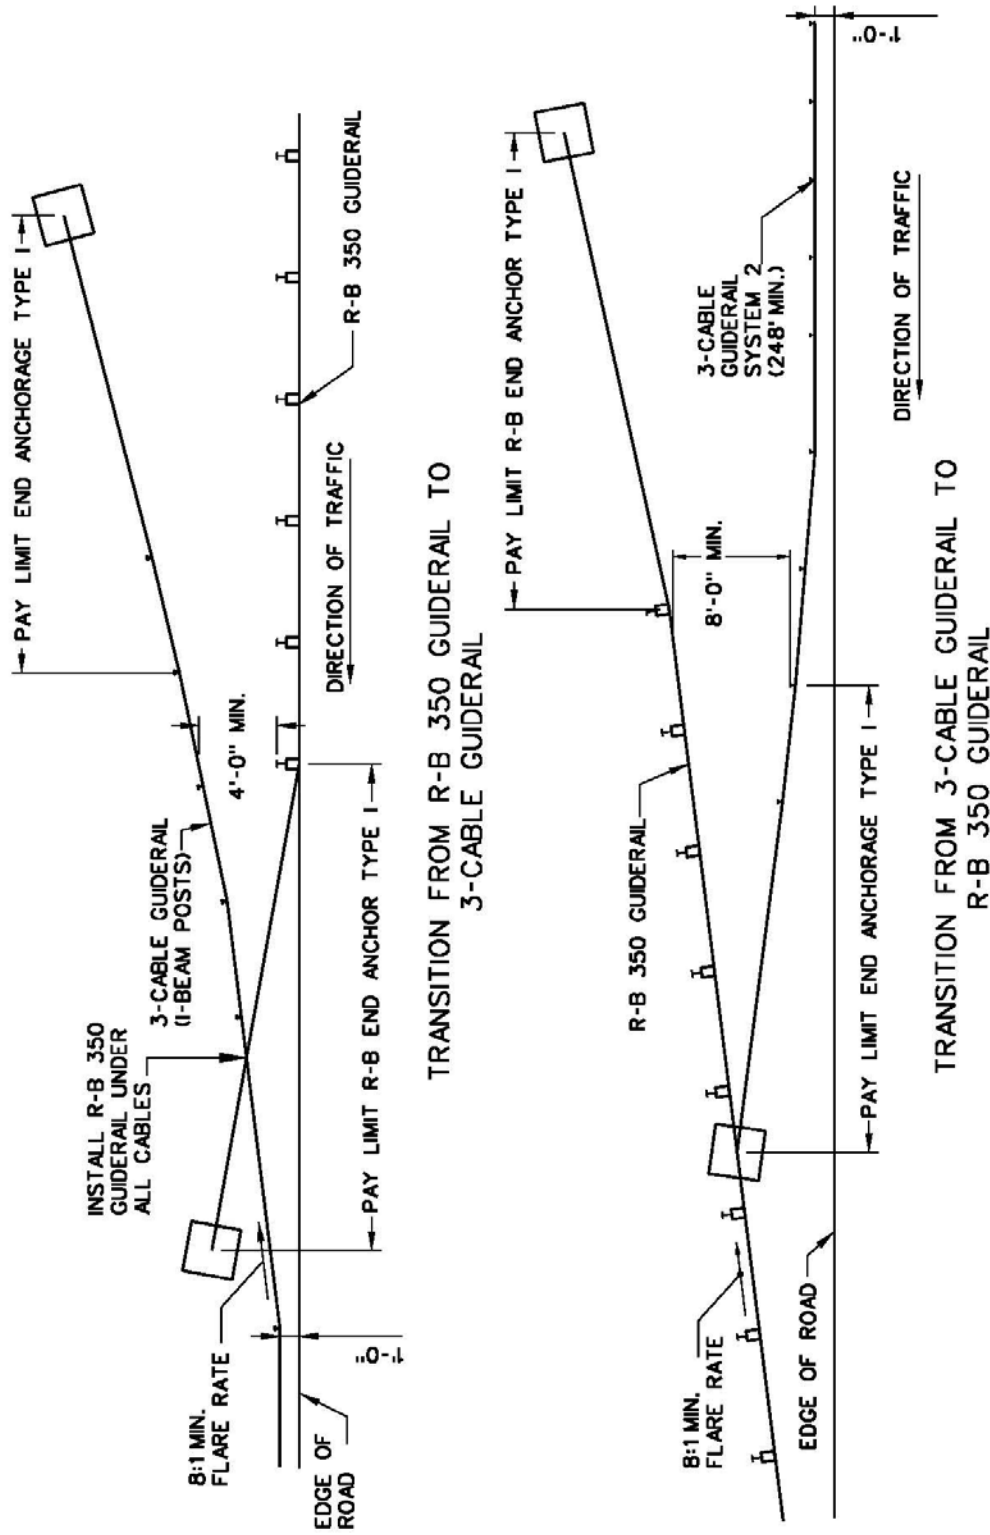 PAY LIMIT END ANCHORAGE TYPE I
INSTALL R-B 350
GUIDERAIL UNDER
ALL CABLES
3-CABLE GUIDERAIL
(I-BEAM POSTS)
4'-0" MIN.
8:1 MIN.
FLARE RATE
1'-0"
EDGE OF
ROAD
DIRECTION OF TRAFFIC
R-B 350 GUIDERAIL
PAY LIMIT R-B END ANCHOR TYPE I
TRANSITION FROM R-B 350 GUIDERAIL TO
3-CABLE GUIDERAIL
PAY LIMIT R-B END ANCHOR TYPE I
R-B 350 GUIDERAIL
8'-0" MIN.
3-CABLE
GUIDERAIL
SYSTEM 2
(248' MIN.)
1'-0"
8:1 MIN.
FLARE RATE
EDGE OF ROAD
PAY LIMIT END ANCHORAGE TYPE I
DIRECTION OF TRAFFIC
TRANSITION FROM 3-CABLE GUIDERAIL TO
R-B 350 GUIDERAIL